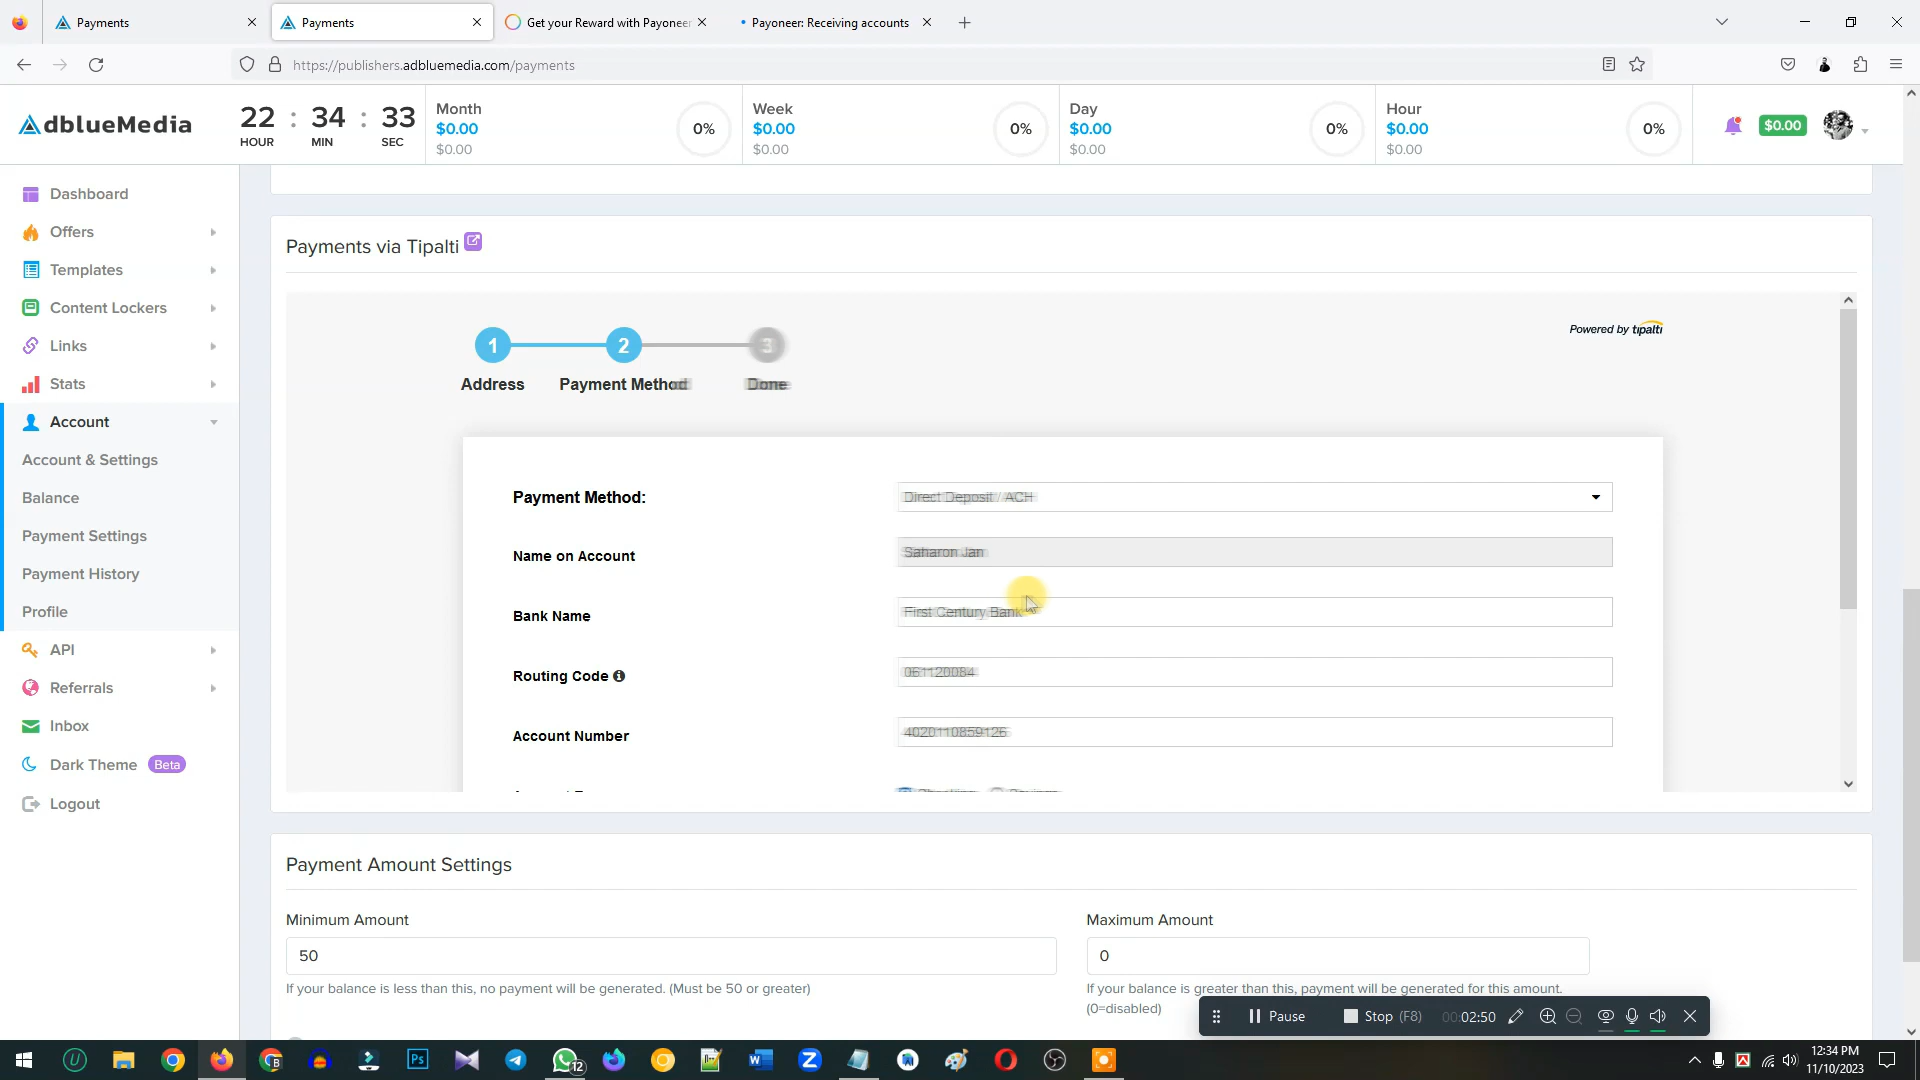 Payments
Payments
Get your Reward with Payoneer
Payoneer: Receiving accounts
https://publishers.adbluemedia.com/payments
dblueMedia
22 : 34 : 33
HOUR MIN SEC
Month
$0.00
$0.00
0%
Week
$0.00
$0.00
0%
Day
$0.00
$0.00
0%
Hour
$0.00
$0.00
0%
$0.00
Dashboard
Offers
Templates
Content Lockers
Links
Stats
Account
Account & Settings
Balance
Payment Settings
Payment History
Profile
API
Referrals
Inbox
Dark Theme Beta
Logout
Payments via Tipalti
Powered by tipalti
1 2 3
Address Payment Method Done
Payment Method: Direct Deposit / ACH
Name on Account Saharon Jan
Bank Name First Century Bank
Routing Code 061120084
Account Number 4020110859126
Payment Amount Settings
Minimum Amount
50
If your balance is less than this, no payment will be generated. (Must be 50 or greater)
Maximum Amount
0
If your balance is greater than this, payment will be generated for this amount.
(0=disabled)
Pause Stop (F8) 00:02:50
12
12:34 PM
11/10/2023